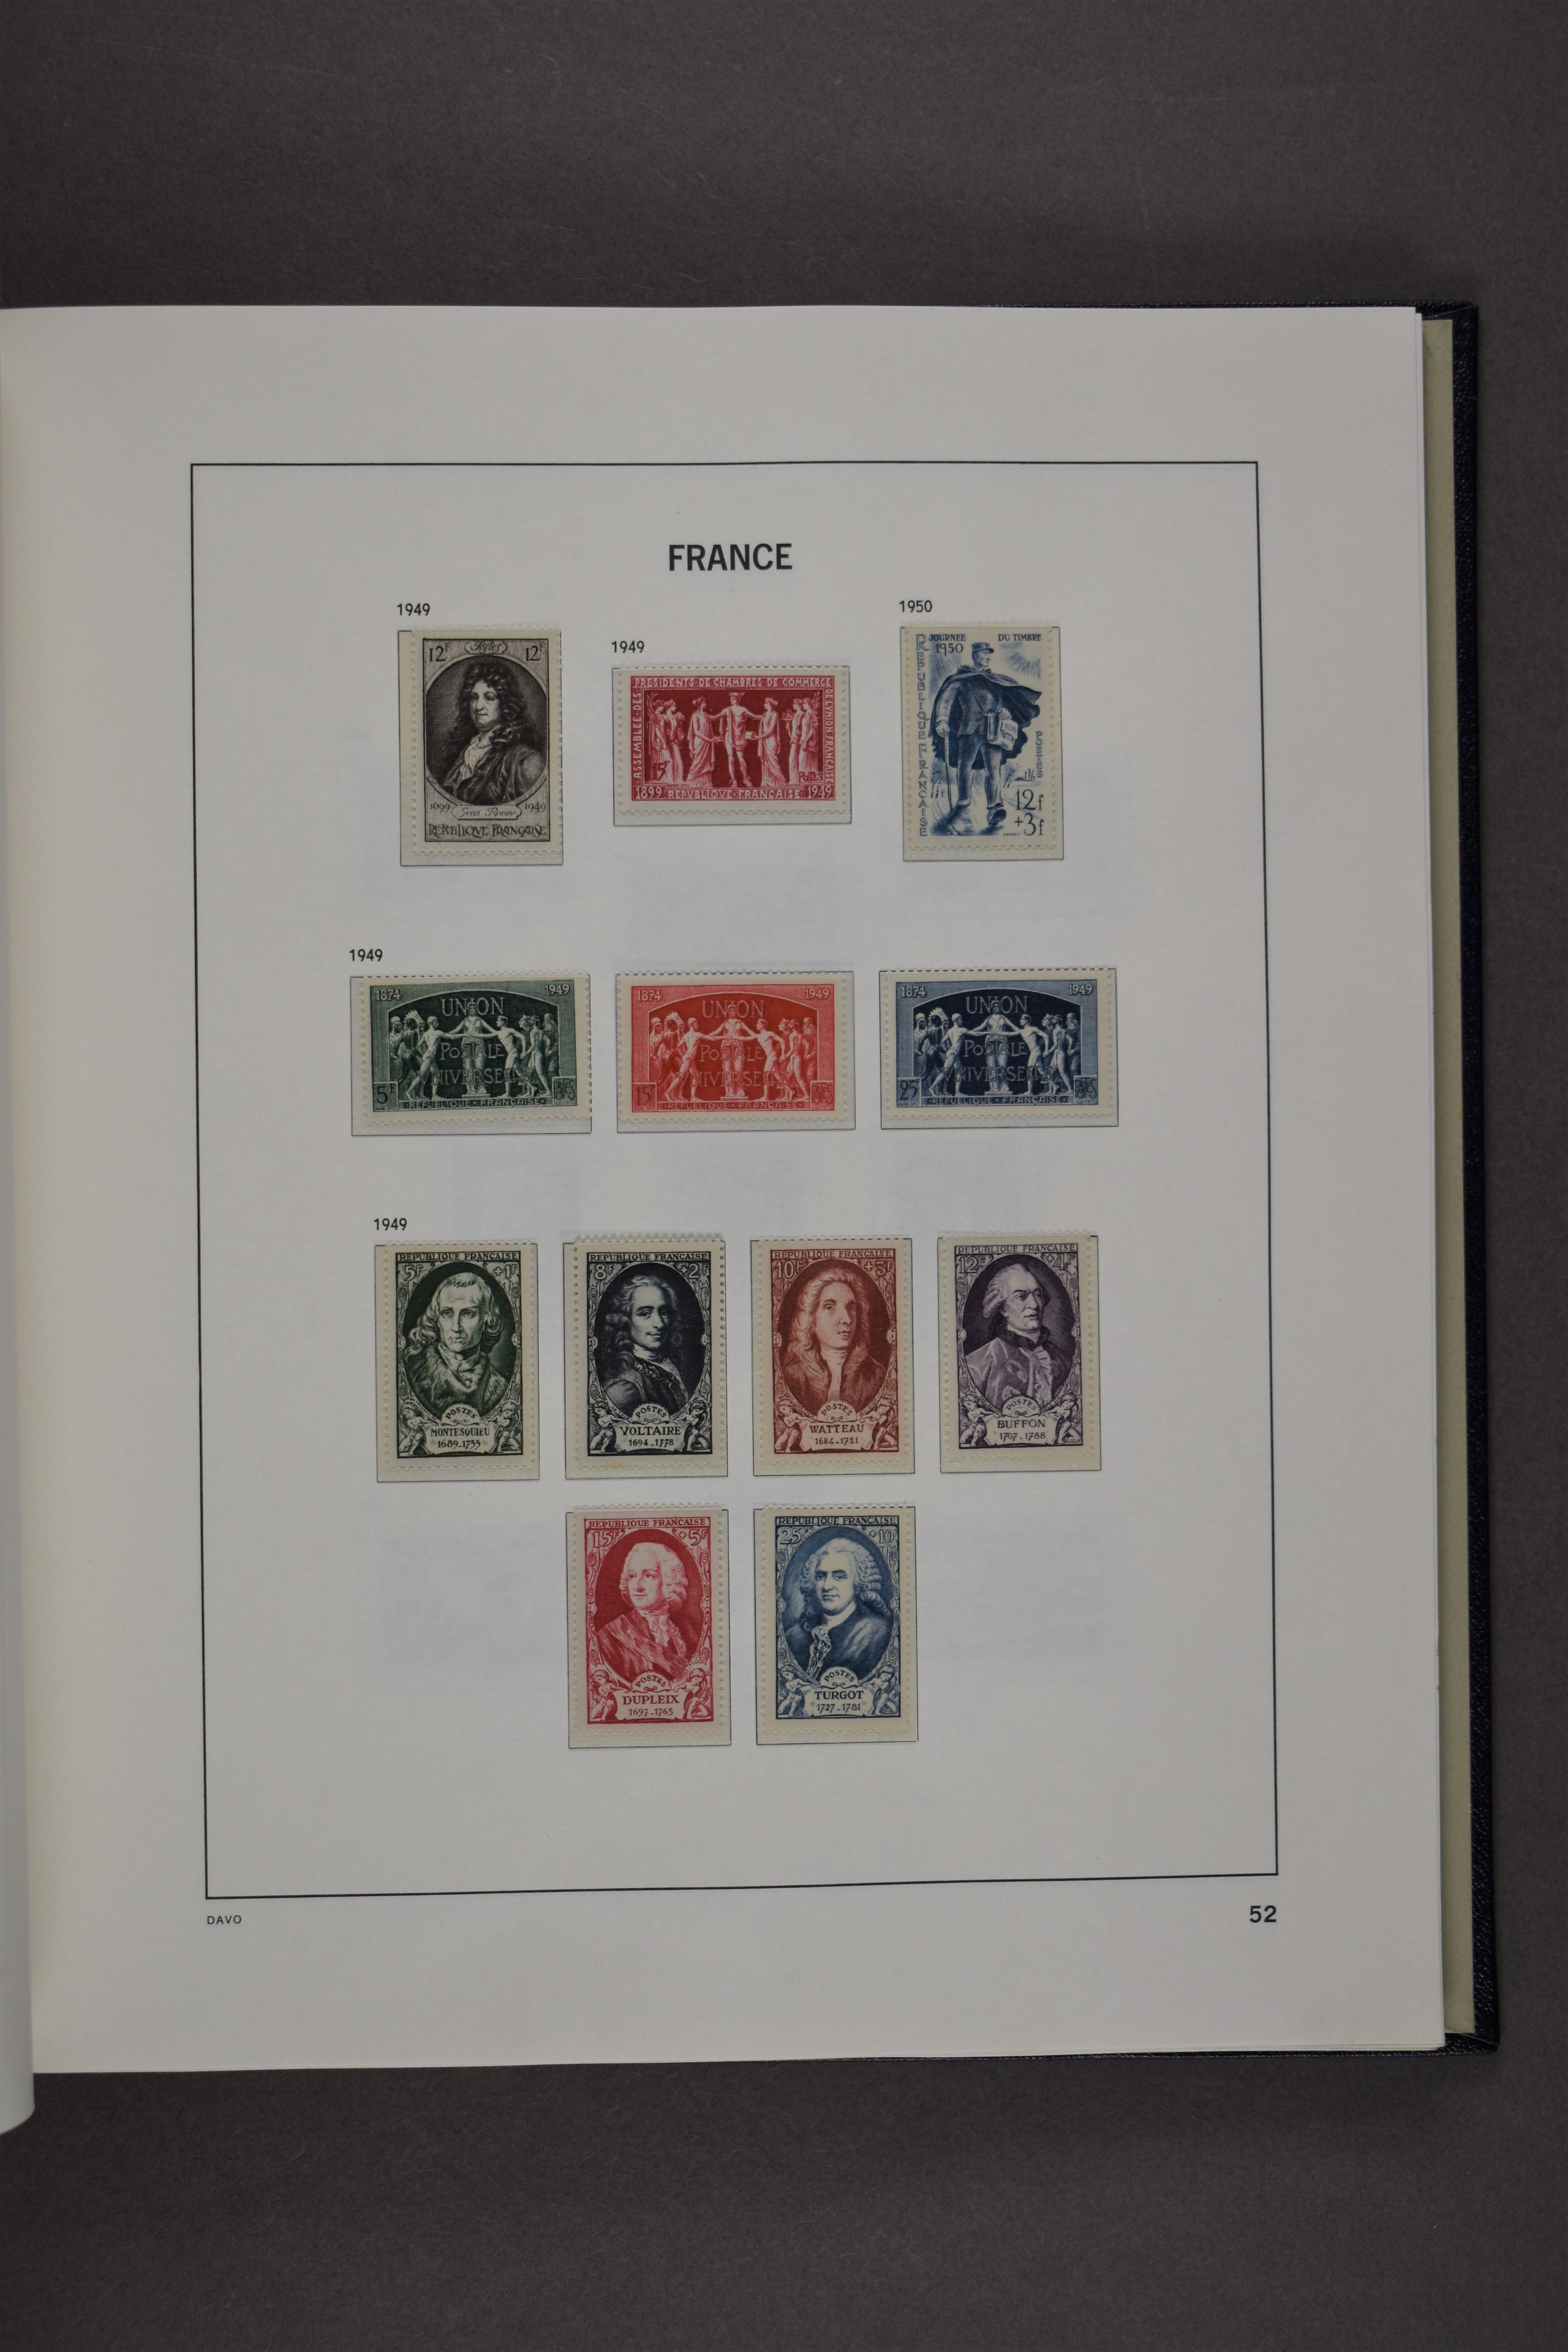 FRANCE
1949
12F 12F
Postes
1699 1949
Jean Racine
REPUBLIQUE FRANÇAISE
1949
ASSEMBLEE·DES·PRESIDENTS·DE·CHAMBRES·DE·COMMERCE DE L'UNION·FRANÇAISE
15F Postes
1899 REPVBLIQVE·FRANÇAISE 1949
1950
JOURNEE DU TIMBRE
1950
REPUBLIQUE FRANÇAISE
POSTES
12f
+3f
1949
1874 1949
UNION
POSTALE
UNIVERSELLE
5F
·REPUBLIQUE·FRANÇAISE·
1874 1949
UNION
POSTALE
UNIVERSELLE
15F
·REPUBLIQUE·FRANÇAISE·
1874 1949
UNION
POSTALE
UNIVERSELLE
25F
·REPUBLIQUE·FRANÇAISE·
1949
REPUBLIQUE FRANÇAISE
5F +1F
POSTES
MONTESQUIEU
1689-1755
REPUBLIQUE FRANÇAISE
8F +2F
POSTES
VOLTAIRE
1694-1778
REPUBLIQUE FRANÇAISE
10F +3F
POSTES
WATTEAU
1684-1721
REPUBLIQUE FRANÇAISE
12F +4F
POSTES
BUFFON
1707-1788
REPUBLIQUE FRANÇAISE
15F +5F
POSTES
DUPLEIX
1697-1763
REPUBLIQUE FRANÇAISE
25F +10F
POSTES
TURGOT
1727-1781
DAVO
52